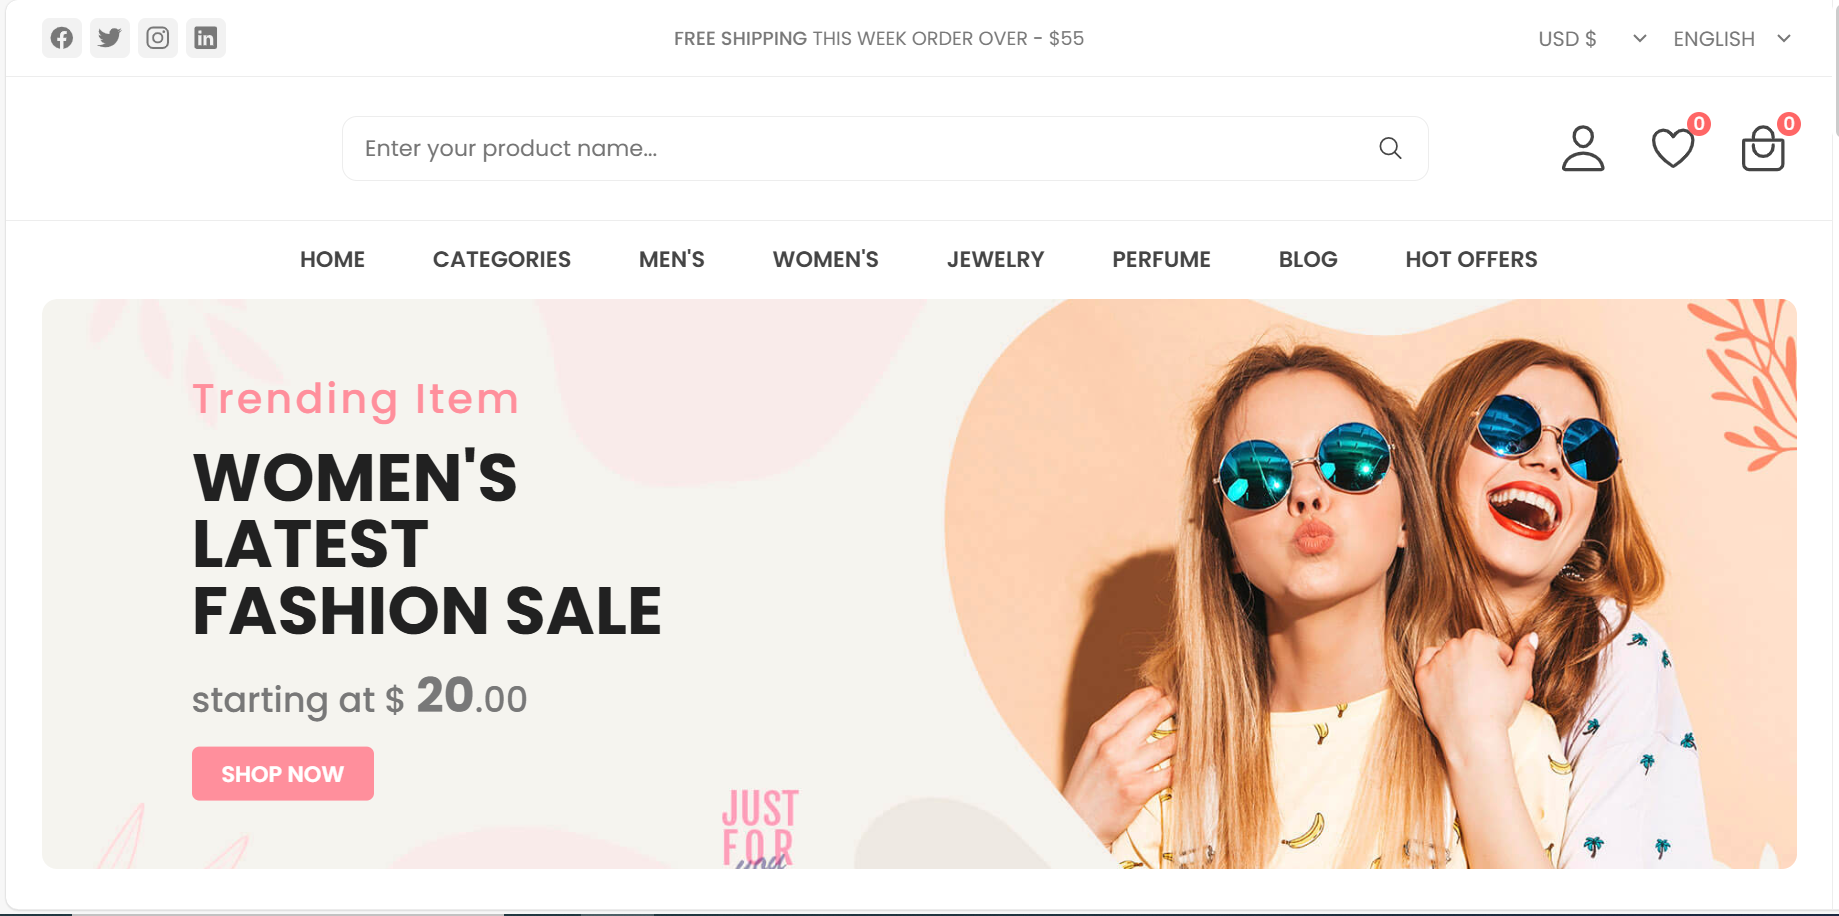 FREE SHIPPING THIS WEEK ORDER OVER - $55
USD $
ENGLISH
Enter your product name...
0
0
HOME
CATEGORIES
MEN'S
WOMEN'S
JEWELRY
PERFUME
BLOG
HOT OFFERS
Trending Item
WOMEN'S
LATEST
FASHION SALE
starting at $ 20.00
SHOP NOW
JUST
FOR
you